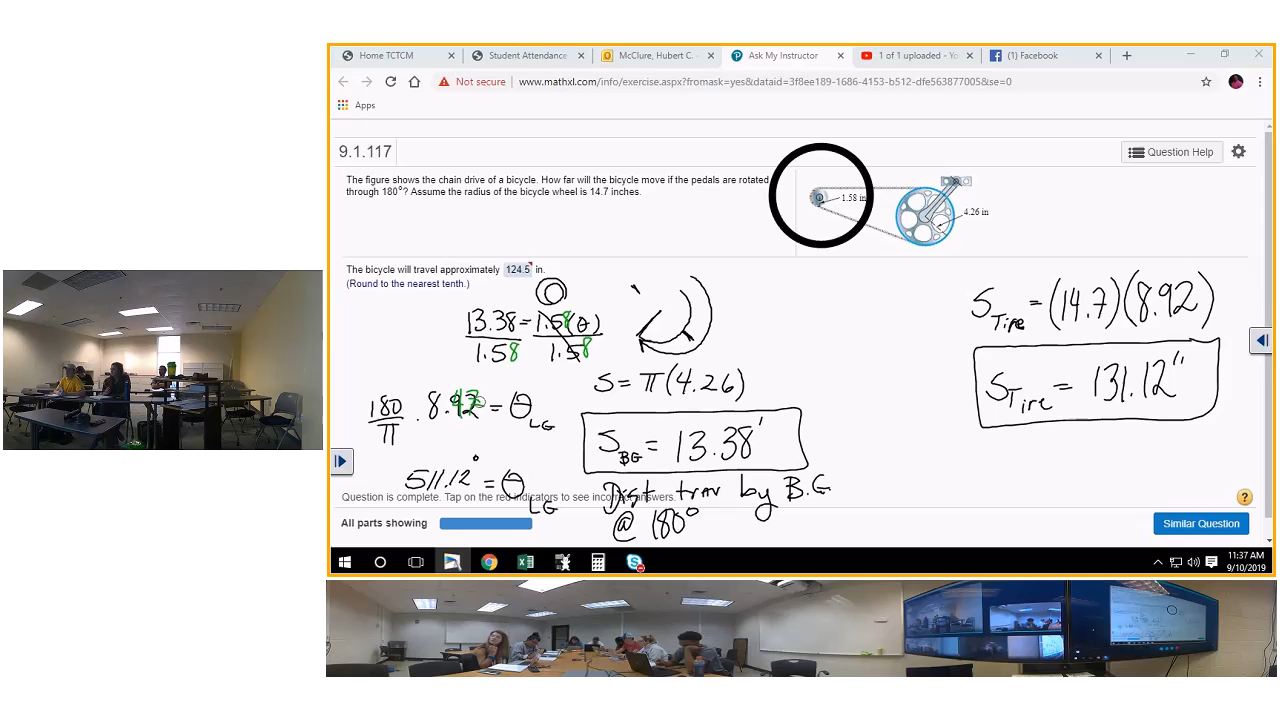 Home TCTCM
Student Attendance
McClure, Hubert C. -
Ask My Instructor
1 of 1 uploaded - Yo
(1) Facebook
Not secure | www.mathxl.com/info/exercise.aspx?fromask=yes&dataid=3f8ee189-1686-4153-b512-dfe563877005&se=0
Apps
9.1.117
Question Help
The figure shows the chain drive of a bicycle. How far will the bicycle move if the pedals are rotated
through 180°? Assume the radius of the bicycle wheel is 14.7 inches.
1.58 in
4.26 in
The bicycle will travel approximately 124.5 in.
(Round to the nearest tenth.)
13.38 = 1.58(θ)
1.58 1.58
S = π(4.26)
180/π · 8.47 = θ LG
S BG = 13.38'
511.12° = θ LG
Dist trav by B.G
@ 180°
S Tire = (14.7)(8.92)
S Tire = 131.12"
Question is complete. Tap on the red indicators to see incorrect answers.
All parts showing
Similar Question
11:37 AM
9/10/2019